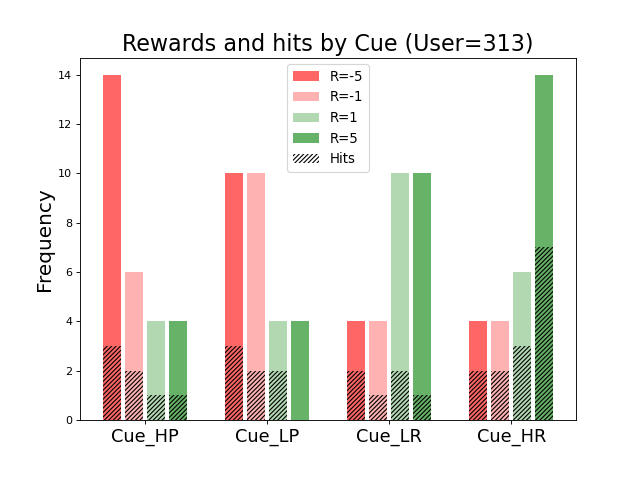 Rewards and hits by Cue (User=313)
R=-5
R=-1
R=1
R=5
Hits
Frequency
14
12
10
8
6
4
2
0
Cue_HP
Cue_LP
Cue_LR
Cue_HR